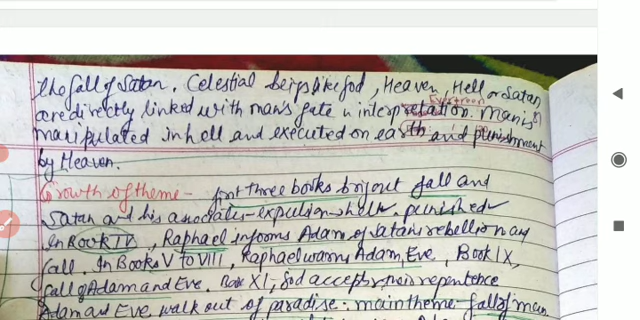 The fall of Satan. Celestial beings like god, Heaven, Hell or Satan
are directly linked with man's fate n interpretation. Man is
manipulated in hell and executed on earth and punishment
by Heaven.
Growth of theme - first three books bring out fall and
Satan and his associates - expulsion - hell - punished
In Book IV, Raphael informs Adam of Satan's rebellion and
fall. In Books V to VIII, Raphael warns Adam, Eve, Book IX,
fall of Adam and Eve. Book XI, God accepts their repentence
Adam and Eve walk out of paradise. main theme - fall of man